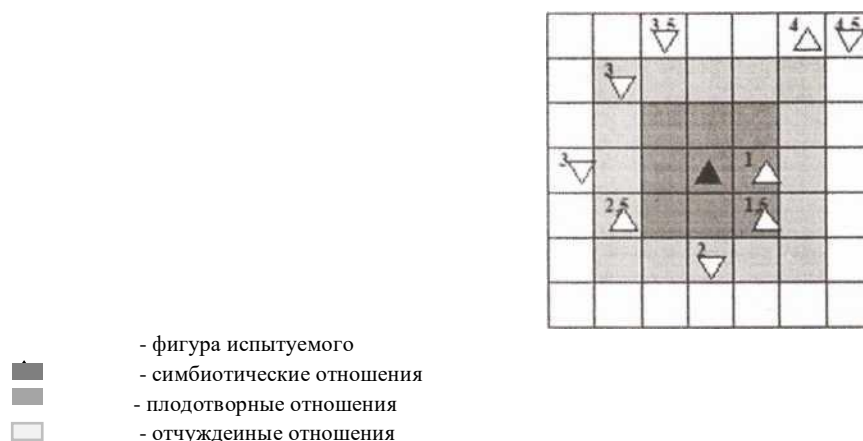 3,5 4 4,5
3
3 1
2,5 1,5
2
- фигура испытуемого
- симбиотические отношения
- плодотворные отношения
- отчуждеиные отношения